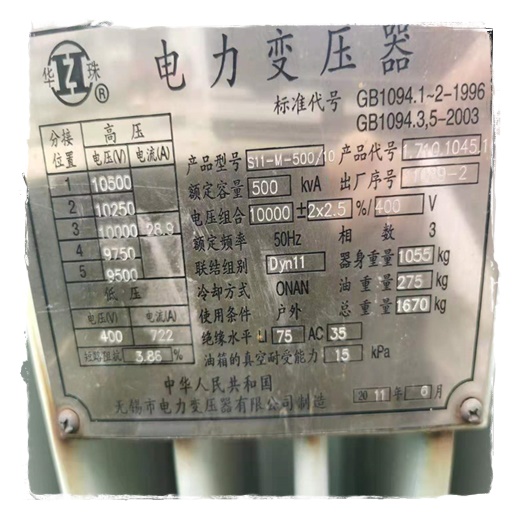 华 珠 ®
电力变压器
标准代号 GB1094.1~2-1996
GB1094.3,5-2003
分接位置 高压
电压(V) 电流(A)
1 10500
2 10250
3 10000 28.9
4 9750
5 9500
低压
电压(V) 电流(A)
400 722
短路阻抗 3.86 %
产品型号 S11-M-500/10 产品代号
额定容量 500 kVA 出厂序号
电压组合 10000 ±2x2.5 %/400 V
额定频率 50Hz 相数 3
联结组别 Dyn11 器身重量 1055 kg
冷却方式 ONAN 油重量 275 kg
使用条件 户外 总重量 1670 kg
绝缘水平 LI 75 AC 35
油箱的真空耐受能力 15 kPa
中华人民共和国
无锡市电力变压器有限公司制造
2011年 6月